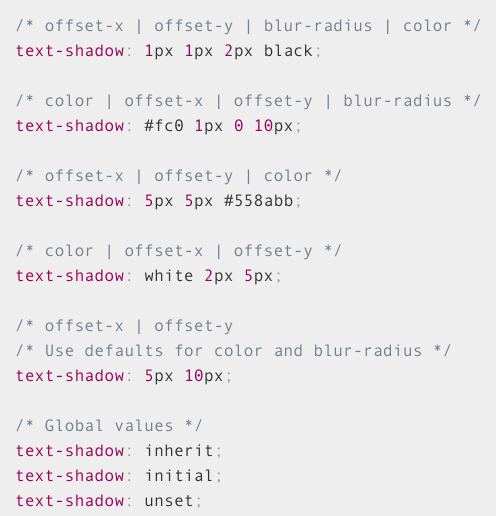 /* offset-x | offset-y | blur-radius | color */
text-shadow: 1px 1px 2px black;
/* color | offset-x | offset-y | blur-radius */
text-shadow: #fc0 1px 0 10px;
/* offset-x | offset-y | color */
text-shadow: 5px 5px #558abb;
/* color | offset-x | offset-y */
text-shadow: white 2px 5px;
/* offset-x | offset-y
/* Use defaults for color and blur-radius */
text-shadow: 5px 10px;
/* Global values */
text-shadow: inherit;
text-shadow: initial;
text-shadow: unset;